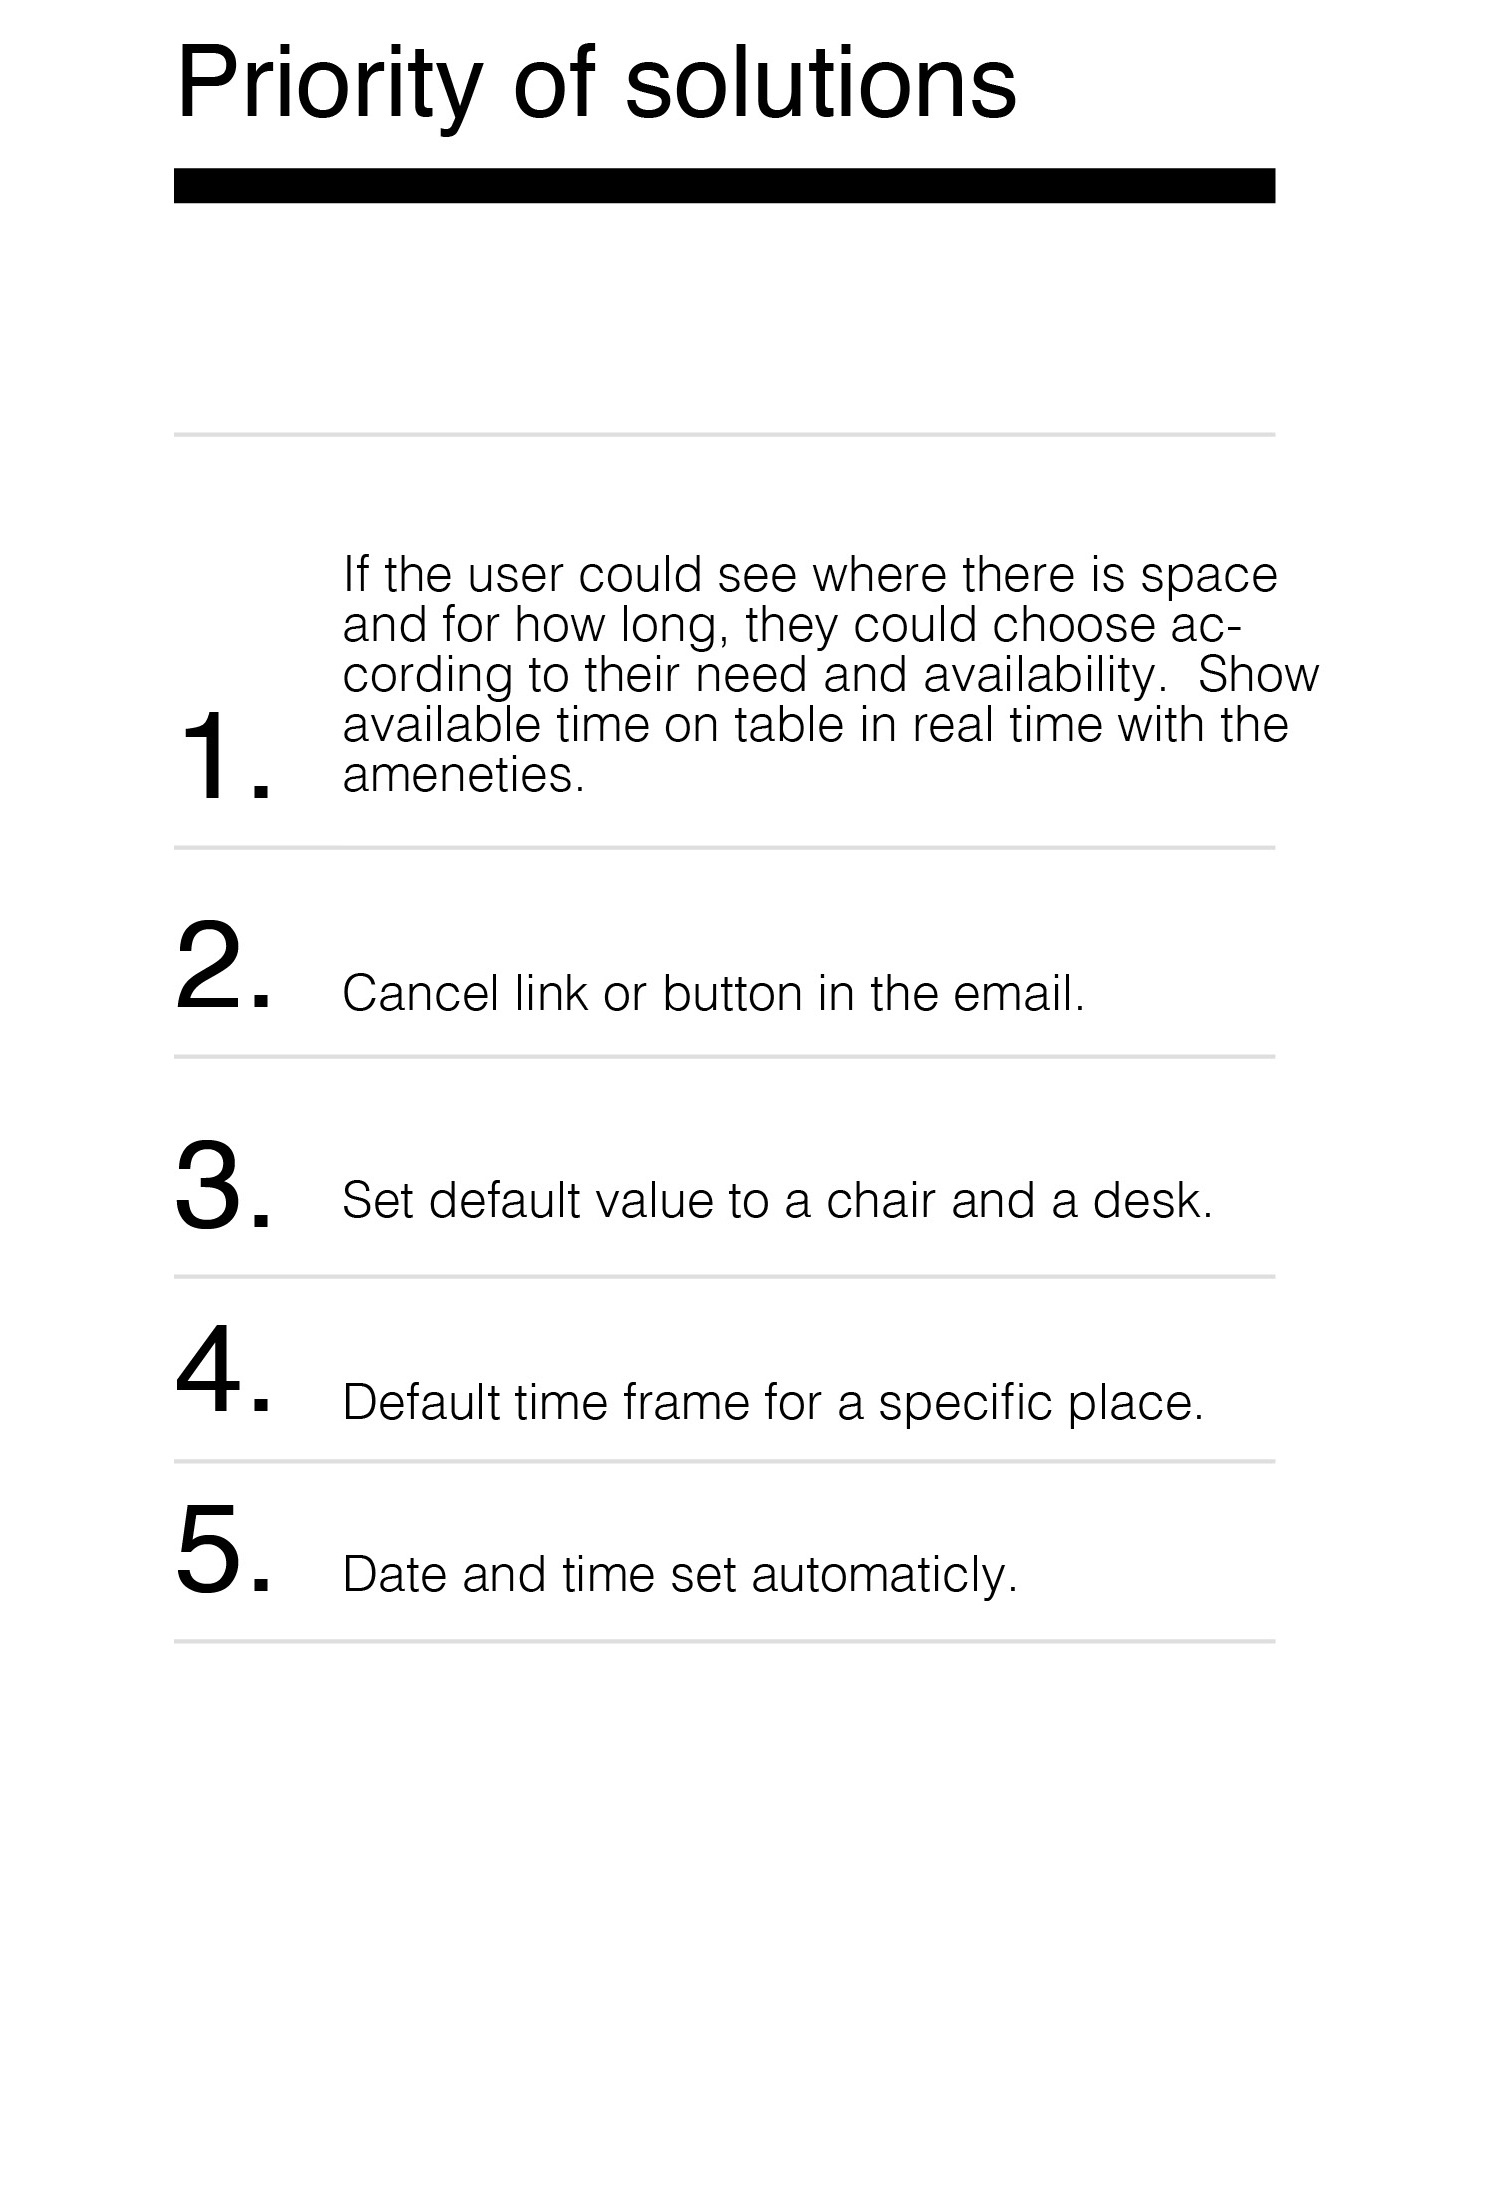 Priority of solutions
If the user could see where there is space
and for how long, they could choose ac-
cording to their need and availability.  Show
available time on table in real time with the
1. ameneties.
2. Cancel link or button in the email.
3. Set default value to a chair and a desk.
4. Default time frame for a specific place.
5. Date and time set automaticly.